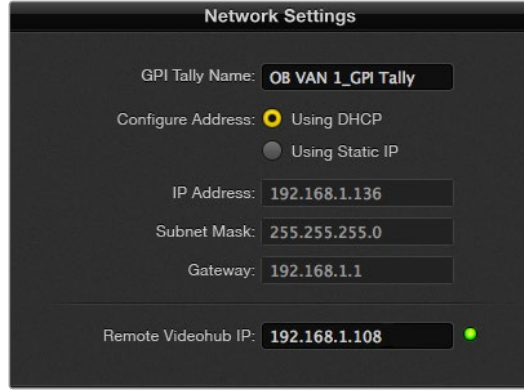 Network Settings
GPI Tally Name: OB VAN 1_GPI Tally
Configure Address: Using DHCP
Using Static IP
IP Address: 192.168.1.136
Subnet Mask: 255.255.255.0
Gateway: 192.168.1.1
Remote Videohub IP: 192.168.1.108